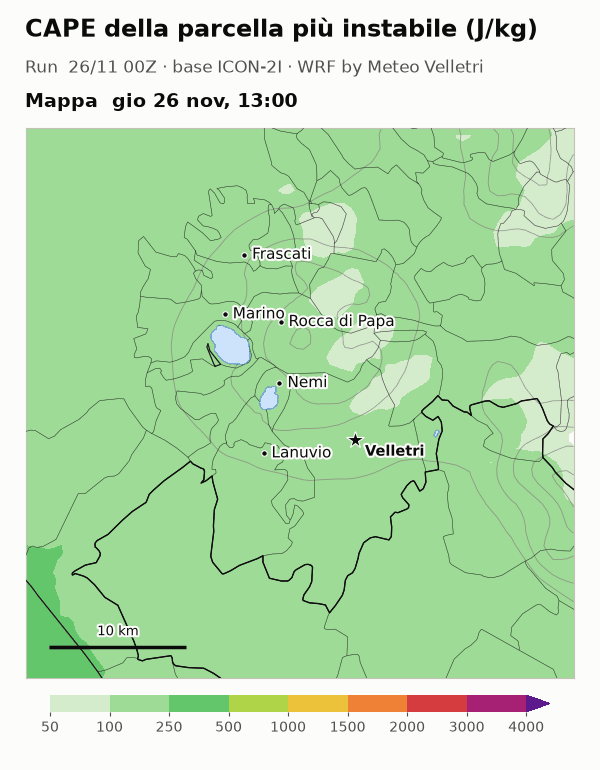 CAPE della parcella più instabile (J/kg)
Run  26/11 00Z · base ICON-2I · WRF by Meteo Velletri
Mappa  gio 26 nov, 13:00
Frascati
Marino
Rocca di Papa
Nemi
Velletri
Lanuvio
10 km
50 100 250 500 1000 1500 2000 3000 4000